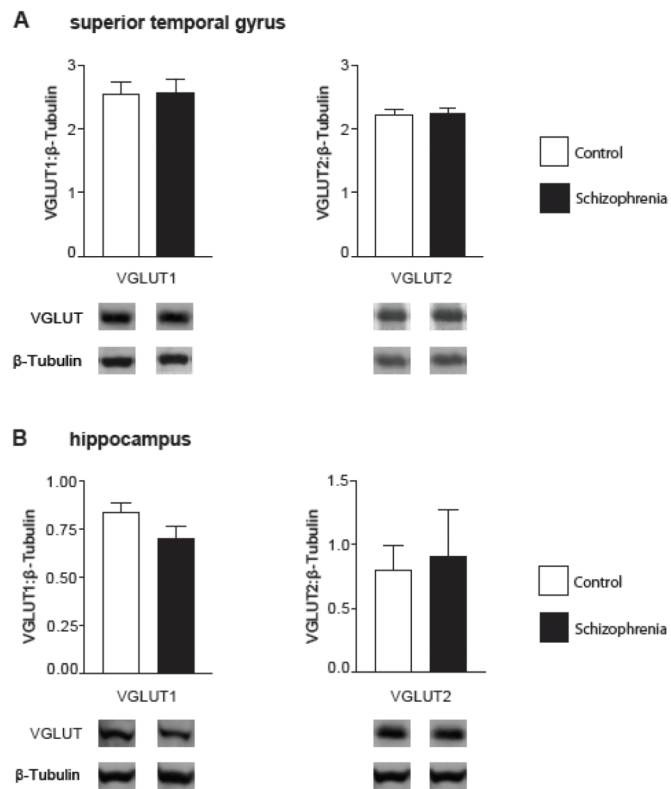 A superior temporal gyrus
VGLUT1:β-Tubulin
3
2
1
0
VGLUT1
VGLUT2:β-Tubulin
3
2
1
0
VGLUT2
Control
Schizophrenia
VGLUT
β-Tubulin
B hippocampus
VGLUT1:β-Tubulin
1.00
0.75
0.50
0.25
0.00
VGLUT1
VGLUT2:β-Tubulin
1.5
1.0
0.5
0.0
VGLUT2
Control
Schizophrenia
VGLUT
β-Tubulin